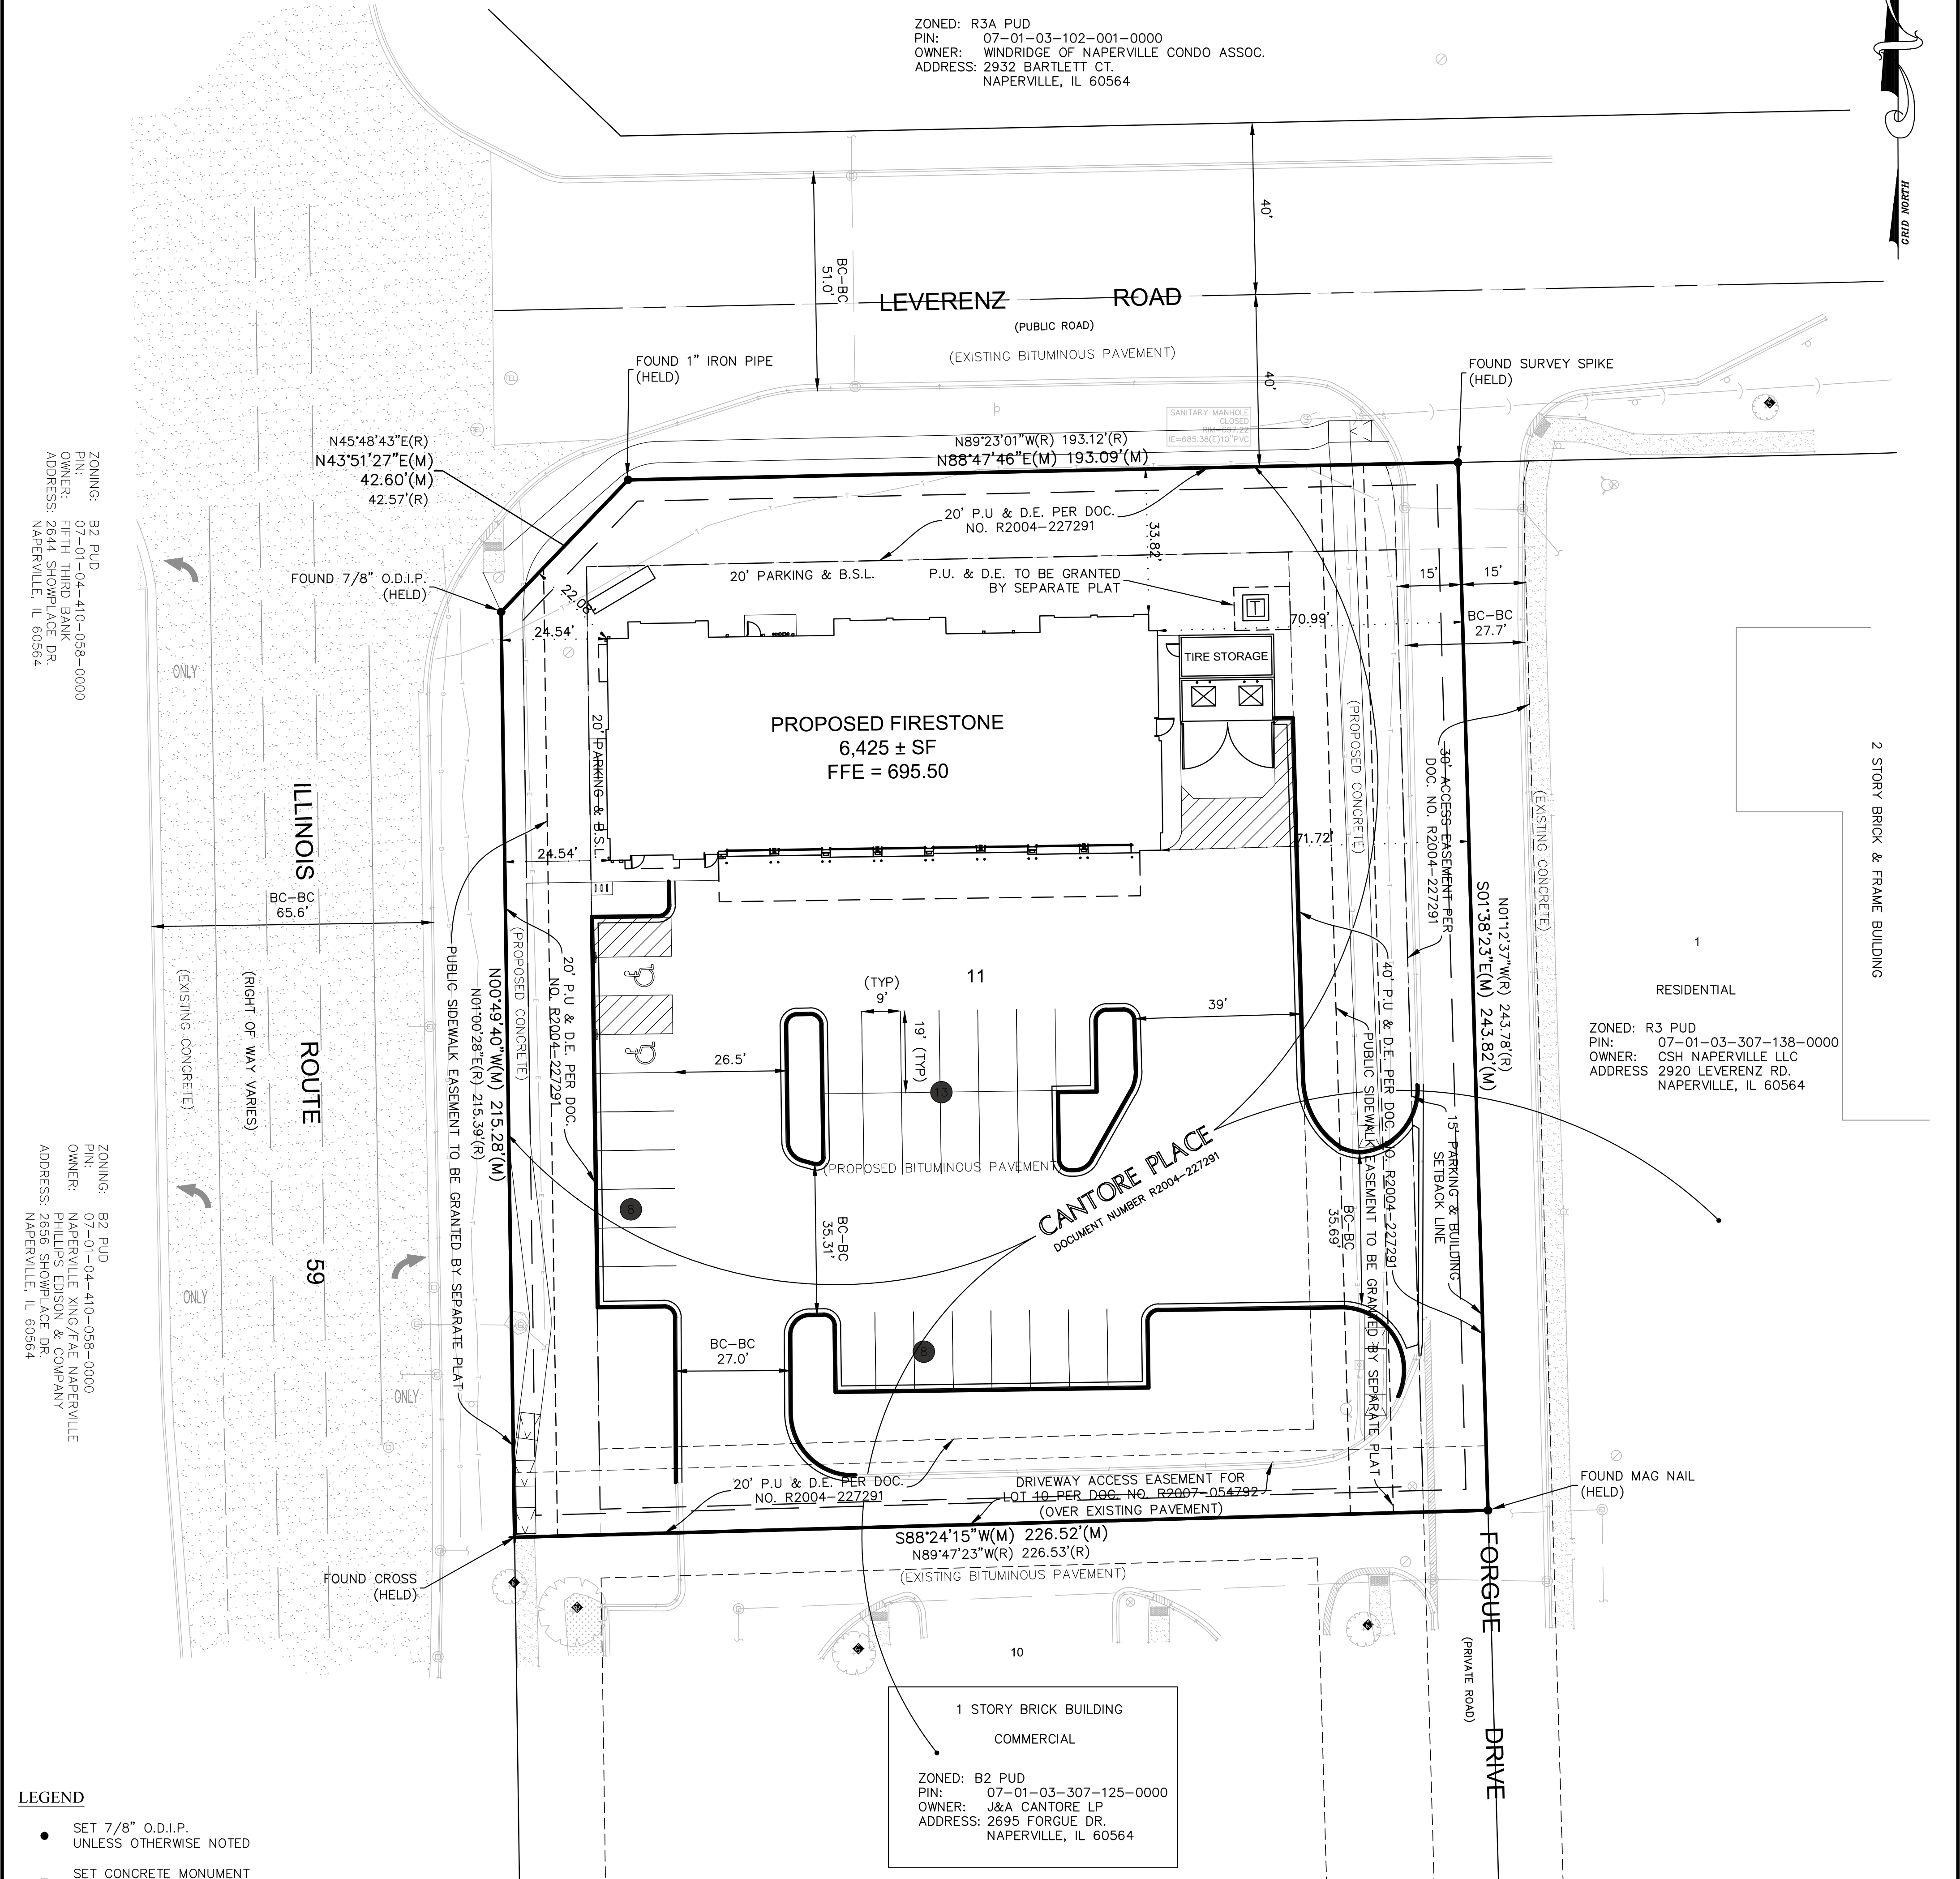 ZONED: R3A PUD
PIN: 07-01-03-102-001-0000
OWNER: WINDRIDGE OF NAPERVILLE CONDO ASSOC.
ADDRESS: 2932 BARTLETT CT.
NAPERVILLE, IL 60564
GRID NORTH
40'
BC-BC
51.0'
LEVERENZ ROAD
(PUBLIC ROAD)
(EXISTING BITUMINOUS PAVEMENT)
40'
FOUND 1" IRON PIPE
(HELD)
FOUND SURVEY SPIKE
(HELD)
TEL
SANITARY MANHOLE
CLOSED
RIM=697.22
IE=685.38(E)10"PVC
N45°48'43"E(R)
N43°51'27"E(M)
42.60'(M)
42.57'(R)
N89°23'01"W(R) 193.12'(R)
N88°47'46"E(M) 193.09'(M)
20' P.U & D.E. PER DOC.
NO. R2004-227291
33.82'
FOUND 7/8" O.D.I.P.
(HELD)
20' PARKING & B.S.L.
P.U. & D.E. TO BE GRANTED
BY SEPARATE PLAT
T
15'
15'
22.08'
24.54'
70.99'
BC-BC
27.7'
TIRE STORAGE
ZONING: B2 PUD
PIN: 07-01-04-410-058-0000
OWNER: FIFTH THIRD BANK
ADDRESS: 2644 SHOWPLACE DR.
NAPERVILLE, IL 60564
ONLY
20' PARKING & B.S.L.
PROPOSED FIRESTONE
6,425 ± SF
FFE = 695.50
(PROPOSED CONCRETE)
30' ACCESS EASEMENT PER
DOC. NO. R2004-227291
(EXISTING CONCRETE)
2 STORY BRICK & FRAME BUILDING
24.54'
71.72'
ILLINOIS ROUTE 59
BC-BC
65.6'
(RIGHT OF WAY VARIES)
(EXISTING CONCRETE)
PUBLIC SIDEWALK EASEMENT TO BE GRANTED BY SEPARATE PLAT
N00°49'40"W(M) 215.28'(M)
N01°00'28"E(R) 215.39'(R)
(PROPOSED CONCRETE)
20' P.U & D.E. PER DOC.
NO. R2004-227291
11
(TYP)
9'
19' (TYP)
39'
26.5'
13
N01°12'37"W(R) 243.78'(R)
S01°38'23"E(M) 243.82'(M)
1
RESIDENTIAL
ZONED: R3 PUD
PIN: 07-01-03-307-138-0000
OWNER: CSH NAPERVILLE LLC
ADDRESS 2920 LEVERENZ RD.
NAPERVILLE, IL 60564
40' P.U & D.E. PER DOC. NO. R2004-227291
PUBLIC SIDEWALK EASEMENT TO BE GRANTED BY SEPARATE PLAT
15' PARKING & BUILDING
SETBACK LINE
(PROPOSED BITUMINOUS PAVEMENT)
CANTORE PLACE
DOCUMENT NUMBER R2004-227291
8
BC-BC
35.31'
BC-BC
35.69'
ZONING: B2 PUD
PIN: 07-01-04-410-058-0000
OWNER: NAPERVILLE XING/FAE NAPERVILLE
PHILLIPS EDISON & COMPANY
ADDRESS: 2656 SHOWPLACE DR.
NAPERVILLE, IL 60564
ONLY
ONLY
BC-BC
27.0'
8
20' P.U & D.E. PER DOC.
NO. R2004-227291
DRIVEWAY ACCESS EASEMENT FOR
LOT 10 PER DOC. NO. R2007-054792
(OVER EXISTING PAVEMENT)
S88°24'15"W(M) 226.52'(M)
N89°47'23"W(R) 226.53'(R)
(EXISTING BITUMINOUS PAVEMENT)
FOUND MAG NAIL
(HELD)
FOUND CROSS
(HELD)
FORGUE DRIVE
(PRIVATE ROAD)
10
1 STORY BRICK BUILDING
COMMERCIAL
ZONED: B2 PUD
PIN: 07-01-03-307-125-0000
OWNER: J&A CANTORE LP
ADDRESS: 2695 FORGUE DR.
NAPERVILLE, IL 60564
LEGEND
SET 7/8" O.D.I.P.
UNLESS OTHERWISE NOTED
SET CONCRETE MONUMENT